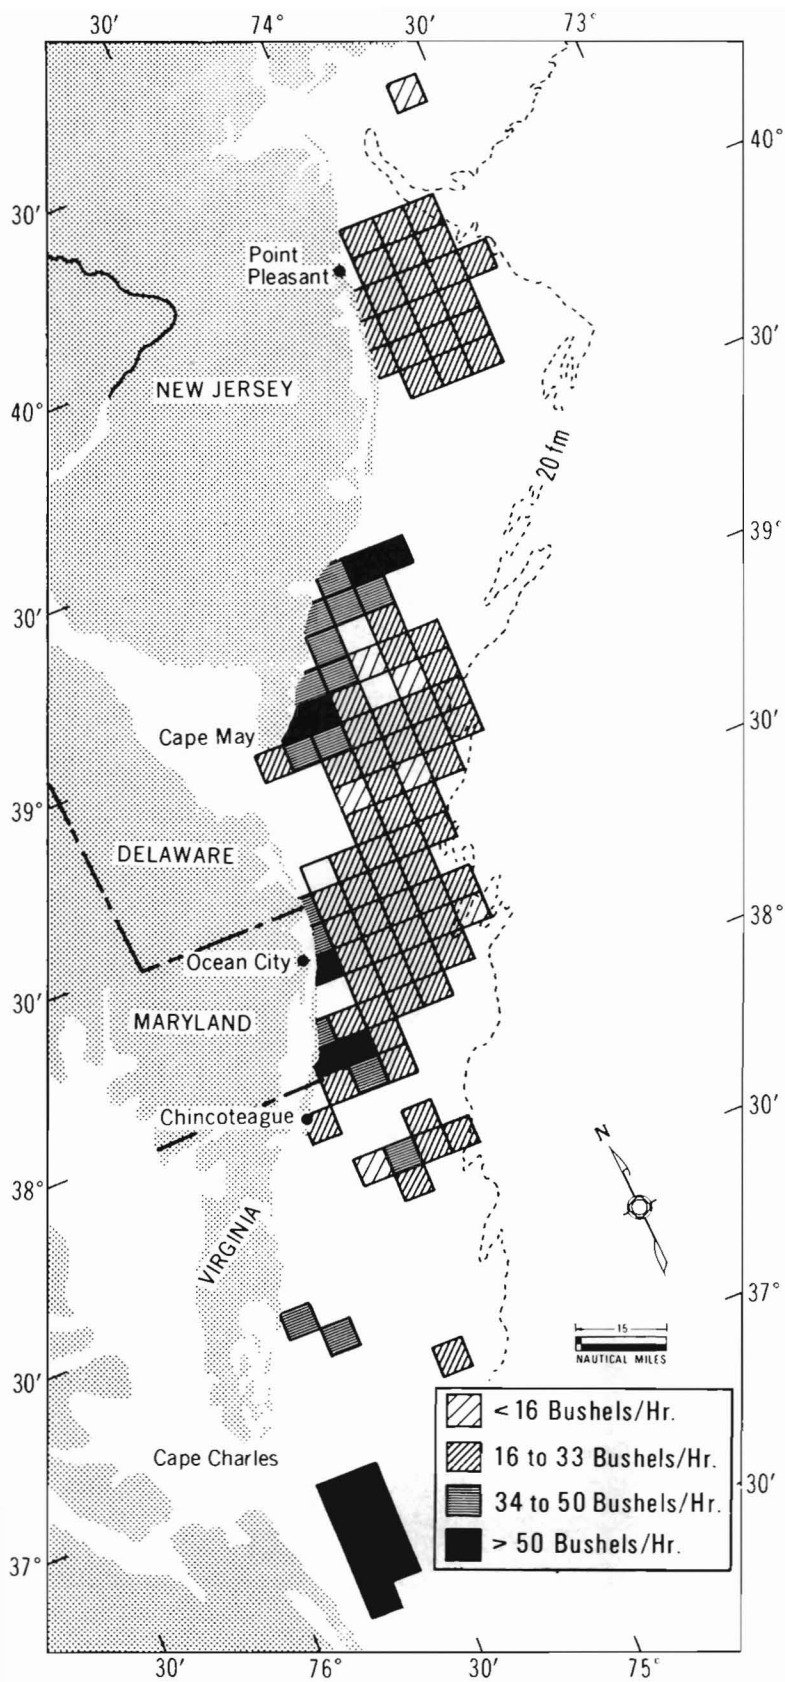 30′ 74° 30′ 73°
40°
30′
Point
Pleasant
30′
NEW JERSEY
40°
20 fm
39°
30′
30′
Cape May
39°
DELAWARE
38°
Ocean City
30′
MARYLAND
30′
Chincoteague
N
38°
VIRGINIA
37°
15
NAUTICAL MILES
30′
< 16 Bushels/Hr.
16 to 33 Bushels/Hr.
34 to 50 Bushels/Hr.
> 50 Bushels/Hr.
Cape Charles
30′
37°
30′ 76° 30′ 75°